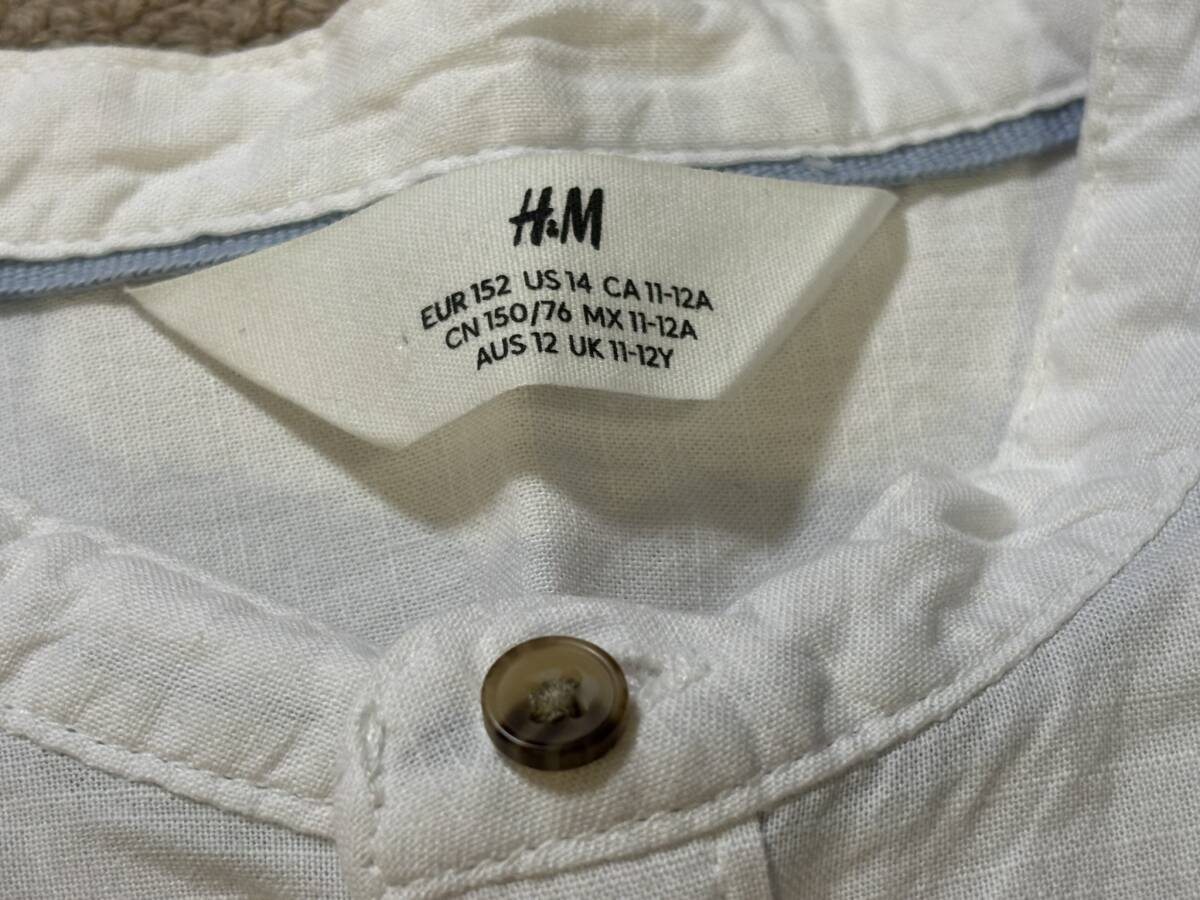 H&M
EUR 152 US 14 CA 11-12A
CN 150/76 MX 11-12A
AUS 12 UK 11-12Y